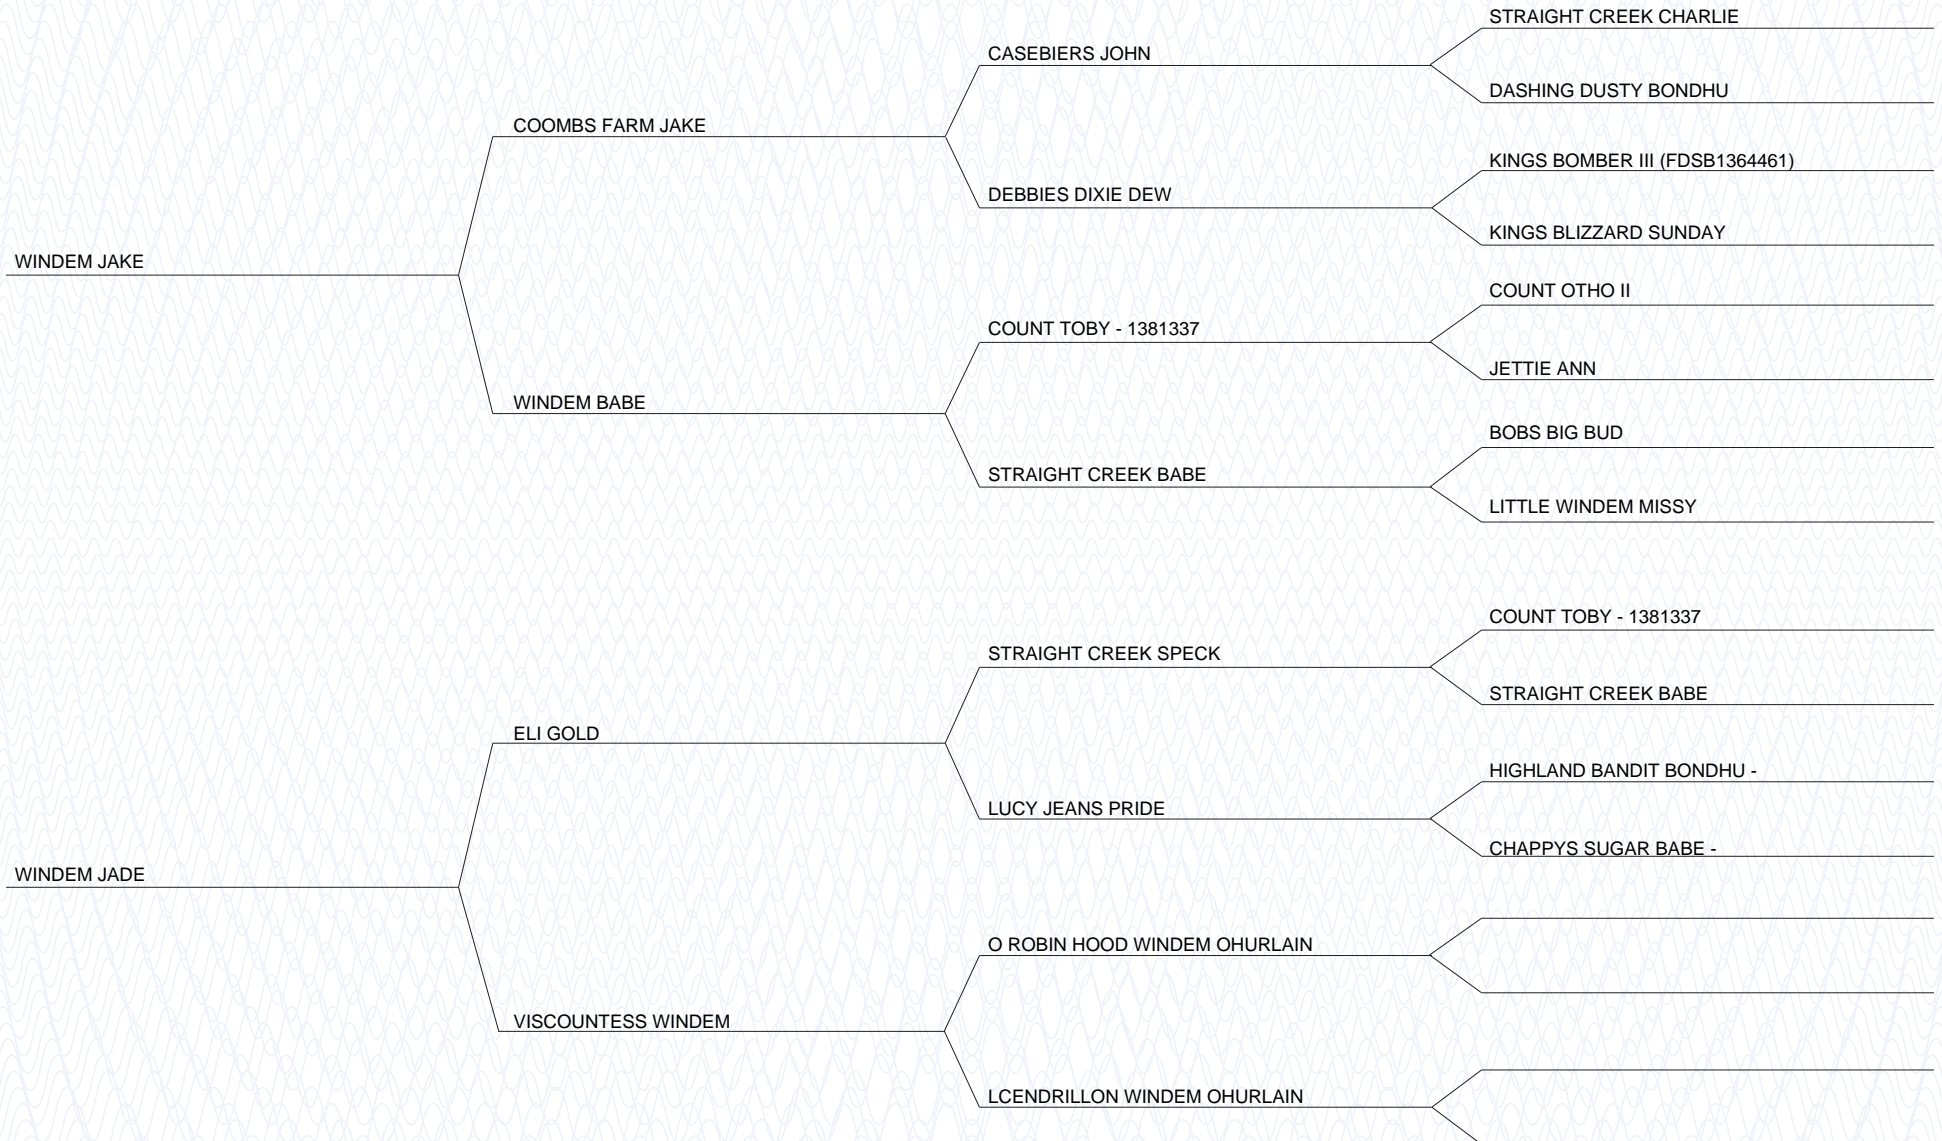 STRAIGHT CREEK CHARLIE
CASEBIERS JOHN
DASHING DUSTY BONDHU
COOMBS FARM JAKE
KINGS BOMBER III (FDSB1364461)
DEBBIES DIXIE DEW
KINGS BLIZZARD SUNDAY
WINDEM JAKE
COUNT OTHO II
COUNT TOBY - 1381337
JETTIE ANN
WINDEM BABE
BOBS BIG BUD
STRAIGHT CREEK BABE
LITTLE WINDEM MISSY
COUNT TOBY - 1381337
STRAIGHT CREEK SPECK
STRAIGHT CREEK BABE
ELI GOLD
HIGHLAND BANDIT BONDHU -
LUCY JEANS PRIDE
CHAPPYS SUGAR BABE -
WINDEM JADE
O ROBIN HOOD WINDEM OHURLAIN
VISCOUNTESS WINDEM
LCENDRILLON WINDEM OHURLAIN